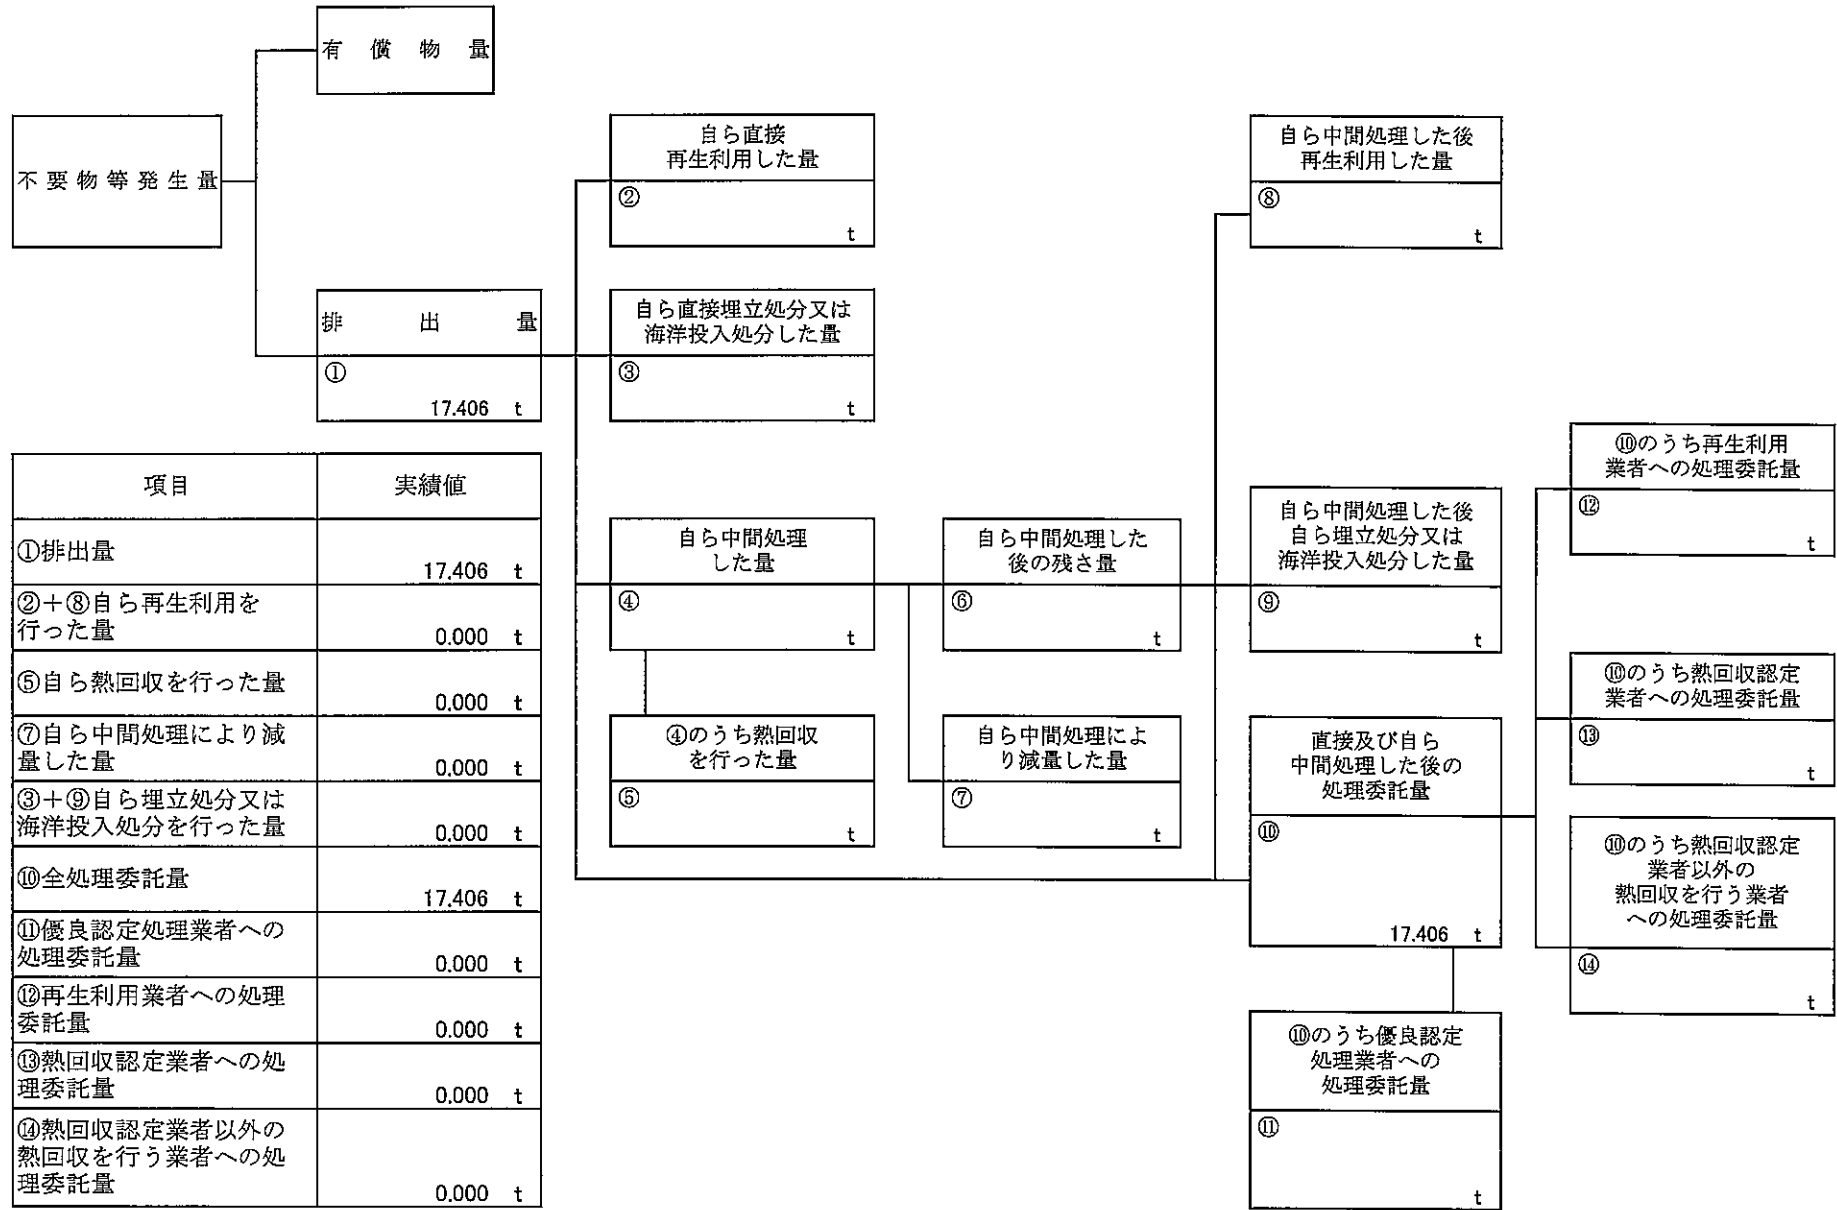 有償物量
不要物等発生量
自ら直接
再生利用した量
②
t
自ら中間処理した後
再生利用した量
⑧
t
排出量
①
17.406 t
自ら直接埋立処分又は
海洋投入処分した量
③
t
項目 実績値
①排出量
17.406 t
②＋⑧自ら再生利用を
行った量
0.000 t
⑤自ら熱回収を行った量
0.000 t
⑦自ら中間処理により減
量した量
0.000 t
③＋⑨自ら埋立処分又は
海洋投入処分を行った量
0.000 t
⑩全処理委託量
17.406 t
⑪優良認定処理業者への
処理委託量
0.000 t
⑫再生利用業者への処理
委託量
0.000 t
⑬熱回収認定業者への処
理委託量
0.000 t
⑭熱回収認定業者以外の
熱回収を行う業者への処
理委託量
0.000 t
自ら中間処理
した量
④
t
自ら中間処理した
後の残さ量
⑥
t
自ら中間処理した後
自ら埋立処分又は
海洋投入処分した量
⑨
t
④のうち熱回収
を行った量
⑤
t
自ら中間処理によ
り減量した量
⑦
t
直接及び自ら
中間処理した後の
処理委託量
⑩
17.406 t
⑩のうち優良認定
処理業者への
処理委託量
⑪
t
⑩のうち再生利用
業者への処理委託量
⑫
t
⑩のうち熱回収認定
業者への処理委託量
⑬
t
⑩のうち熱回収認定
業者以外の
熱回収を行う業者
への処理委託量
⑭
t